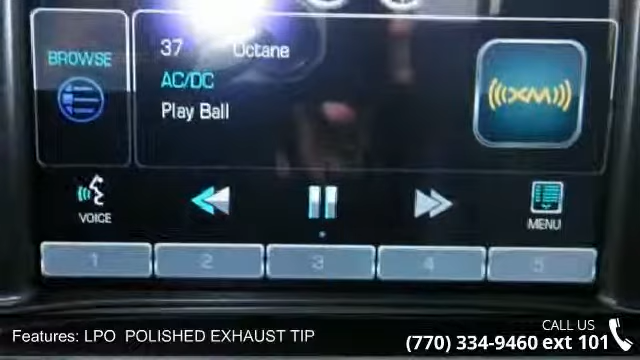 BROWSE
37 Octane
AC/DC
Play Ball
(((XM)))
VOICE
MENU
1 2 3 4 5
Features: LPO POLISHED EXHAUST TIP
CALL US
(770) 334-9460 ext 101